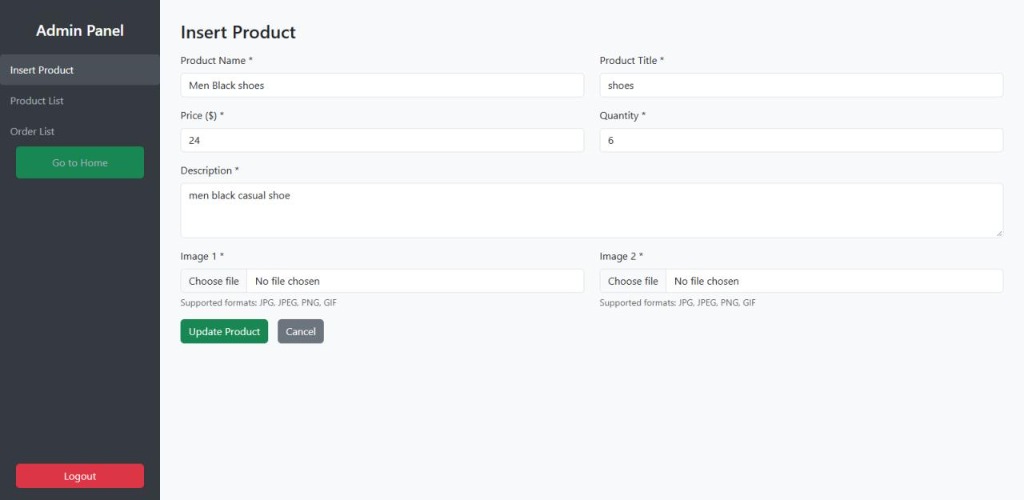 Admin Panel
Insert Product
Product List
Order List
Go to Home
Logout
Insert Product
Product Name * Product Title *
Men Black shoes shoes
Price ($) * Quantity *
24 6
Description *
men black casual shoe
Image 1 * Image 2 *
Choose file No file chosen Choose file No file chosen
Supported formats: JPG, JPEG, PNG, GIF Supported formats: JPG, JPEG, PNG, GIF
Update Product Cancel